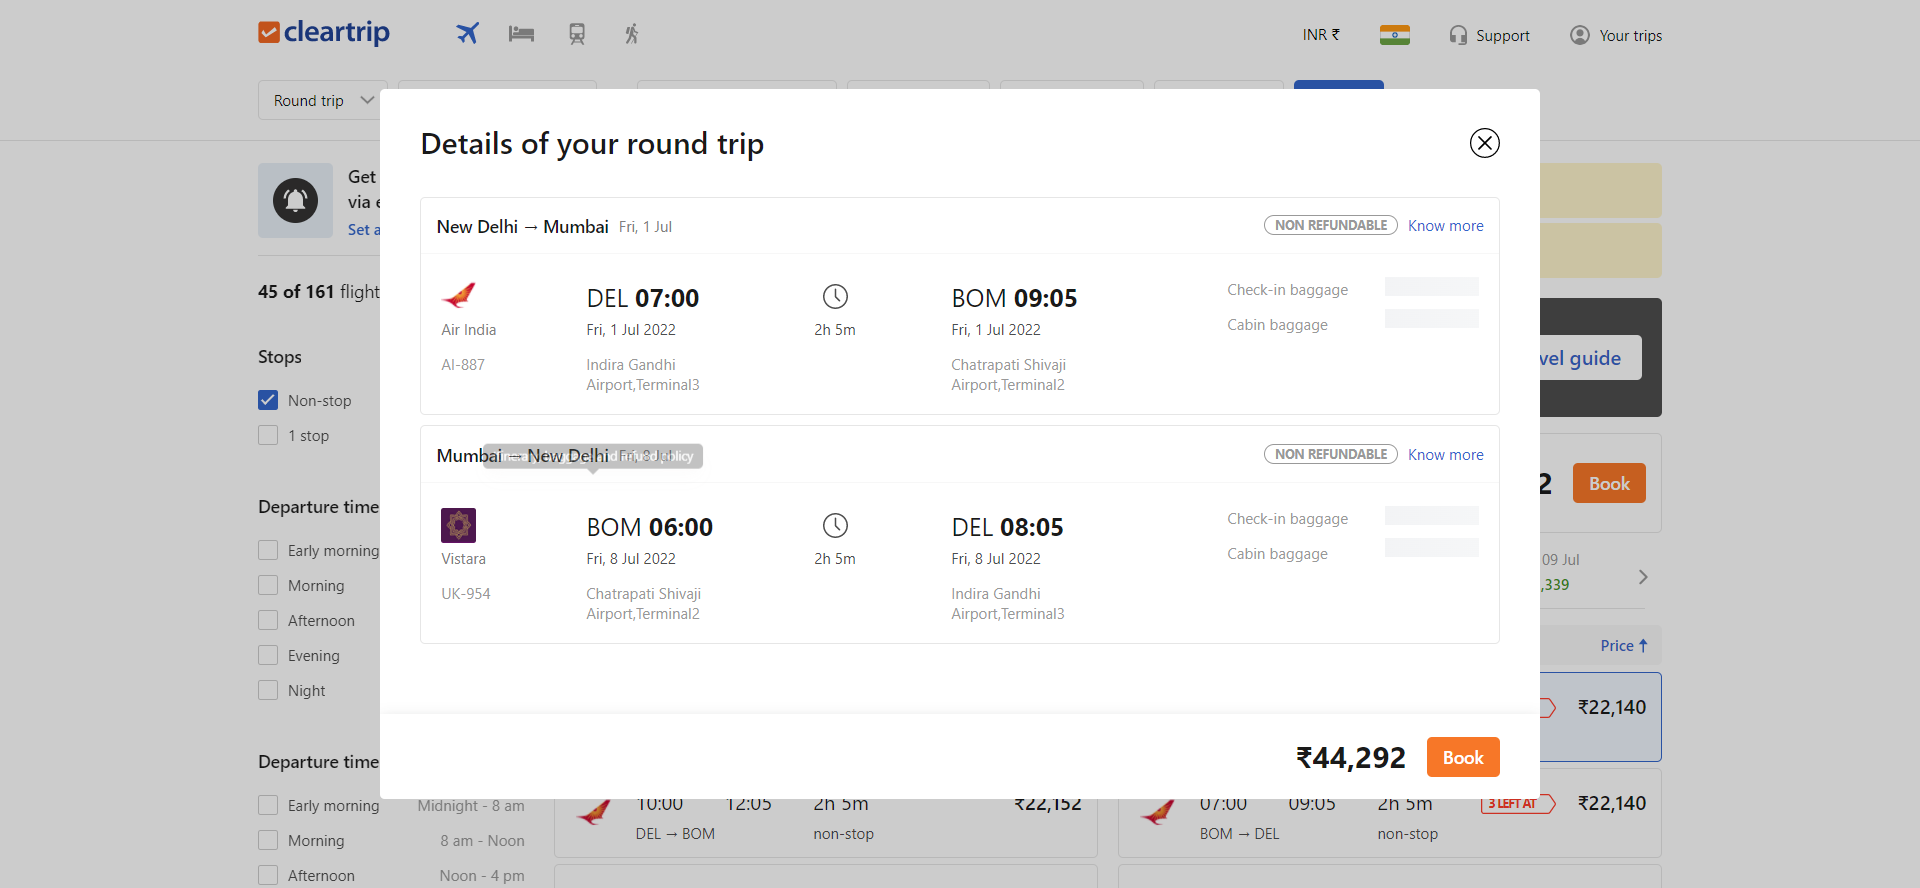 cleartrip
INR ₹
Support
Your trips
Round trip
Details of your round trip
Get
via e
Set a
45 of 161 flight
Stops
Non-stop
1 stop
Departure time
Early morning
Morning
Afternoon
Evening
Night
Departure time
Early morning Midnight - 8 am
Morning 8 am - Noon
Afternoon Noon - 4 pm
New Delhi → Mumbai Fri, 1 Jul
NON REFUNDABLE Know more
DEL 07:00
BOM 09:05
Check-in baggage
Air India
Fri, 1 Jul 2022
2h 5m
Fri, 1 Jul 2022
Cabin baggage
AI-887
Indira Gandhi
Airport,Terminal3
Chatrapati Shivaji
Airport,Terminal2
Mumbai → New Delhi Fri, 8 Jul
NON REFUNDABLE Know more
BOM 06:00
DEL 08:05
Check-in baggage
Vistara
Fri, 8 Jul 2022
2h 5m
Fri, 8 Jul 2022
Cabin baggage
UK-954
Chatrapati Shivaji
Airport,Terminal2
Indira Gandhi
Airport,Terminal3
₹44,292 Book
vel guide
2 Book
09 Jul
,339
Price ↑
₹22,140
10:00 12:05 2h 5m ₹22,152
DEL → BOM non-stop
07:00 09:05 2h 5m 3 LEFT AT ₹22,140
BOM → DEL non-stop